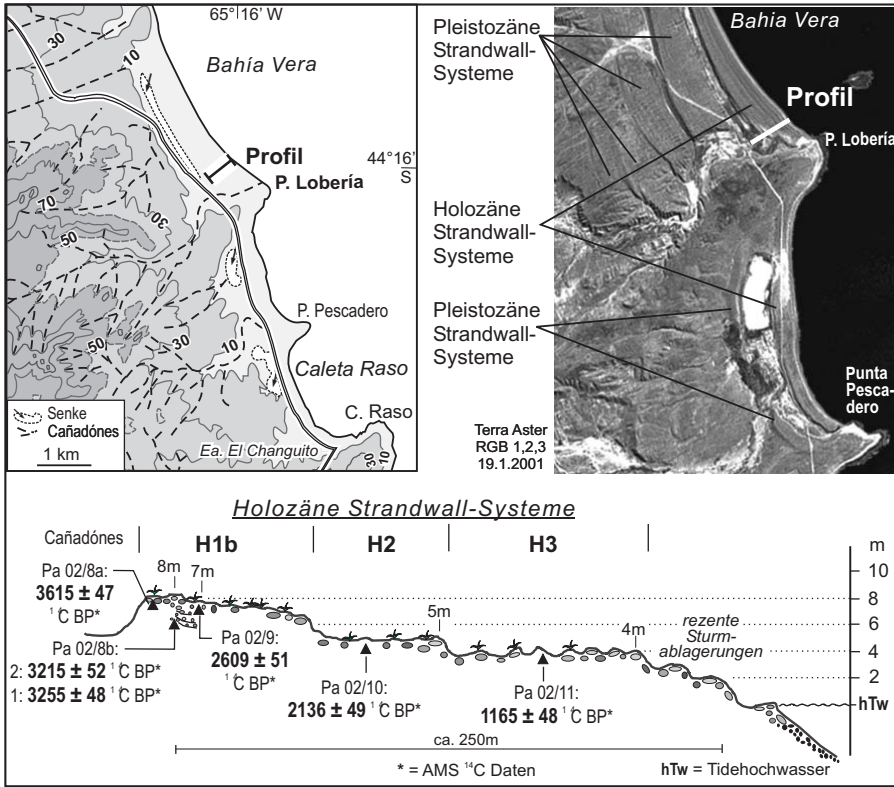 65° 16' W
30
10
Bahía Vera
Profil
44°16'
S
P. Lobería
70
30
50
P. Pescadero
50
30
10
Caleta Raso
C. Raso
Senke
Cañadónes
1 km
Ea. El Changuito
30
10
Pleistozäne
Strandwall-
Systeme
Bahia Vera
Profil
P. Lobería
Holozäne
Strandwall-
Systeme
Pleistozäne
Strandwall-
Systeme
Punta
Pesca-
dero
Terra Aster
RGB 1,2,3
19.1.2001
Holozäne Strandwall-Systeme
Cañadónes
H1b
H2
H3
m
10
8
6
4
2
hTw
Pa 02/8a:
3615 ± 47
14C BP*
8m
7m
Pa 02/8b:
2: 3215 ± 52 14C BP*
1: 3255 ± 48 14C BP*
Pa 02/9:
2609 ± 51
14C BP*
5m
Pa 02/10:
2136 ± 49 14C BP*
4m
Pa 02/11:
1165 ± 48 14C BP*
rezente
Sturm-
ablagerungen
ca. 250m
* = AMS 14C Daten
hTw = Tidehochwasser